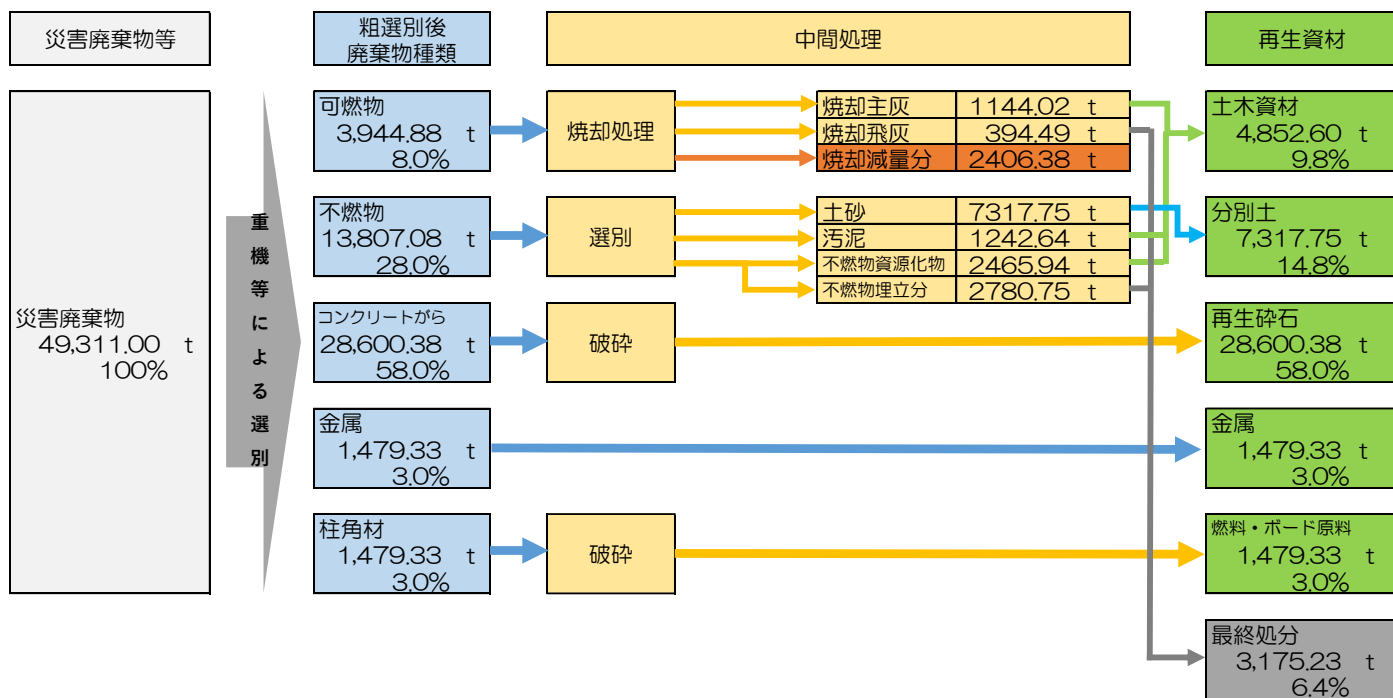 災害廃棄物等
粗選別後
廃棄物種類
中間処理
再生資材
災害廃棄物
49,311.00 t
100%
重機等による選別
可燃物
3,944.88 t
8.0%
焼却処理
焼却主灰 1144.02 t
焼却飛灰 394.49 t
焼却減量分 2406.38 t
土木資材
4,852.60 t
9.8%
不燃物
13,807.08 t
28.0%
選別
土砂 7317.75 t
汚泥 1242.64 t
不燃物資源化物 2465.94 t
不燃物埋立分 2780.75 t
分別土
7,317.75 t
14.8%
コンクリートがら
28,600.38 t
58.0%
破砕
再生砕石
28,600.38 t
58.0%
金属
1,479.33 t
3.0%
金属
1,479.33 t
3.0%
柱角材
1,479.33 t
3.0%
破砕
燃料・ボード原料
1,479.33 t
3.0%
最終処分
3,175.23 t
6.4%